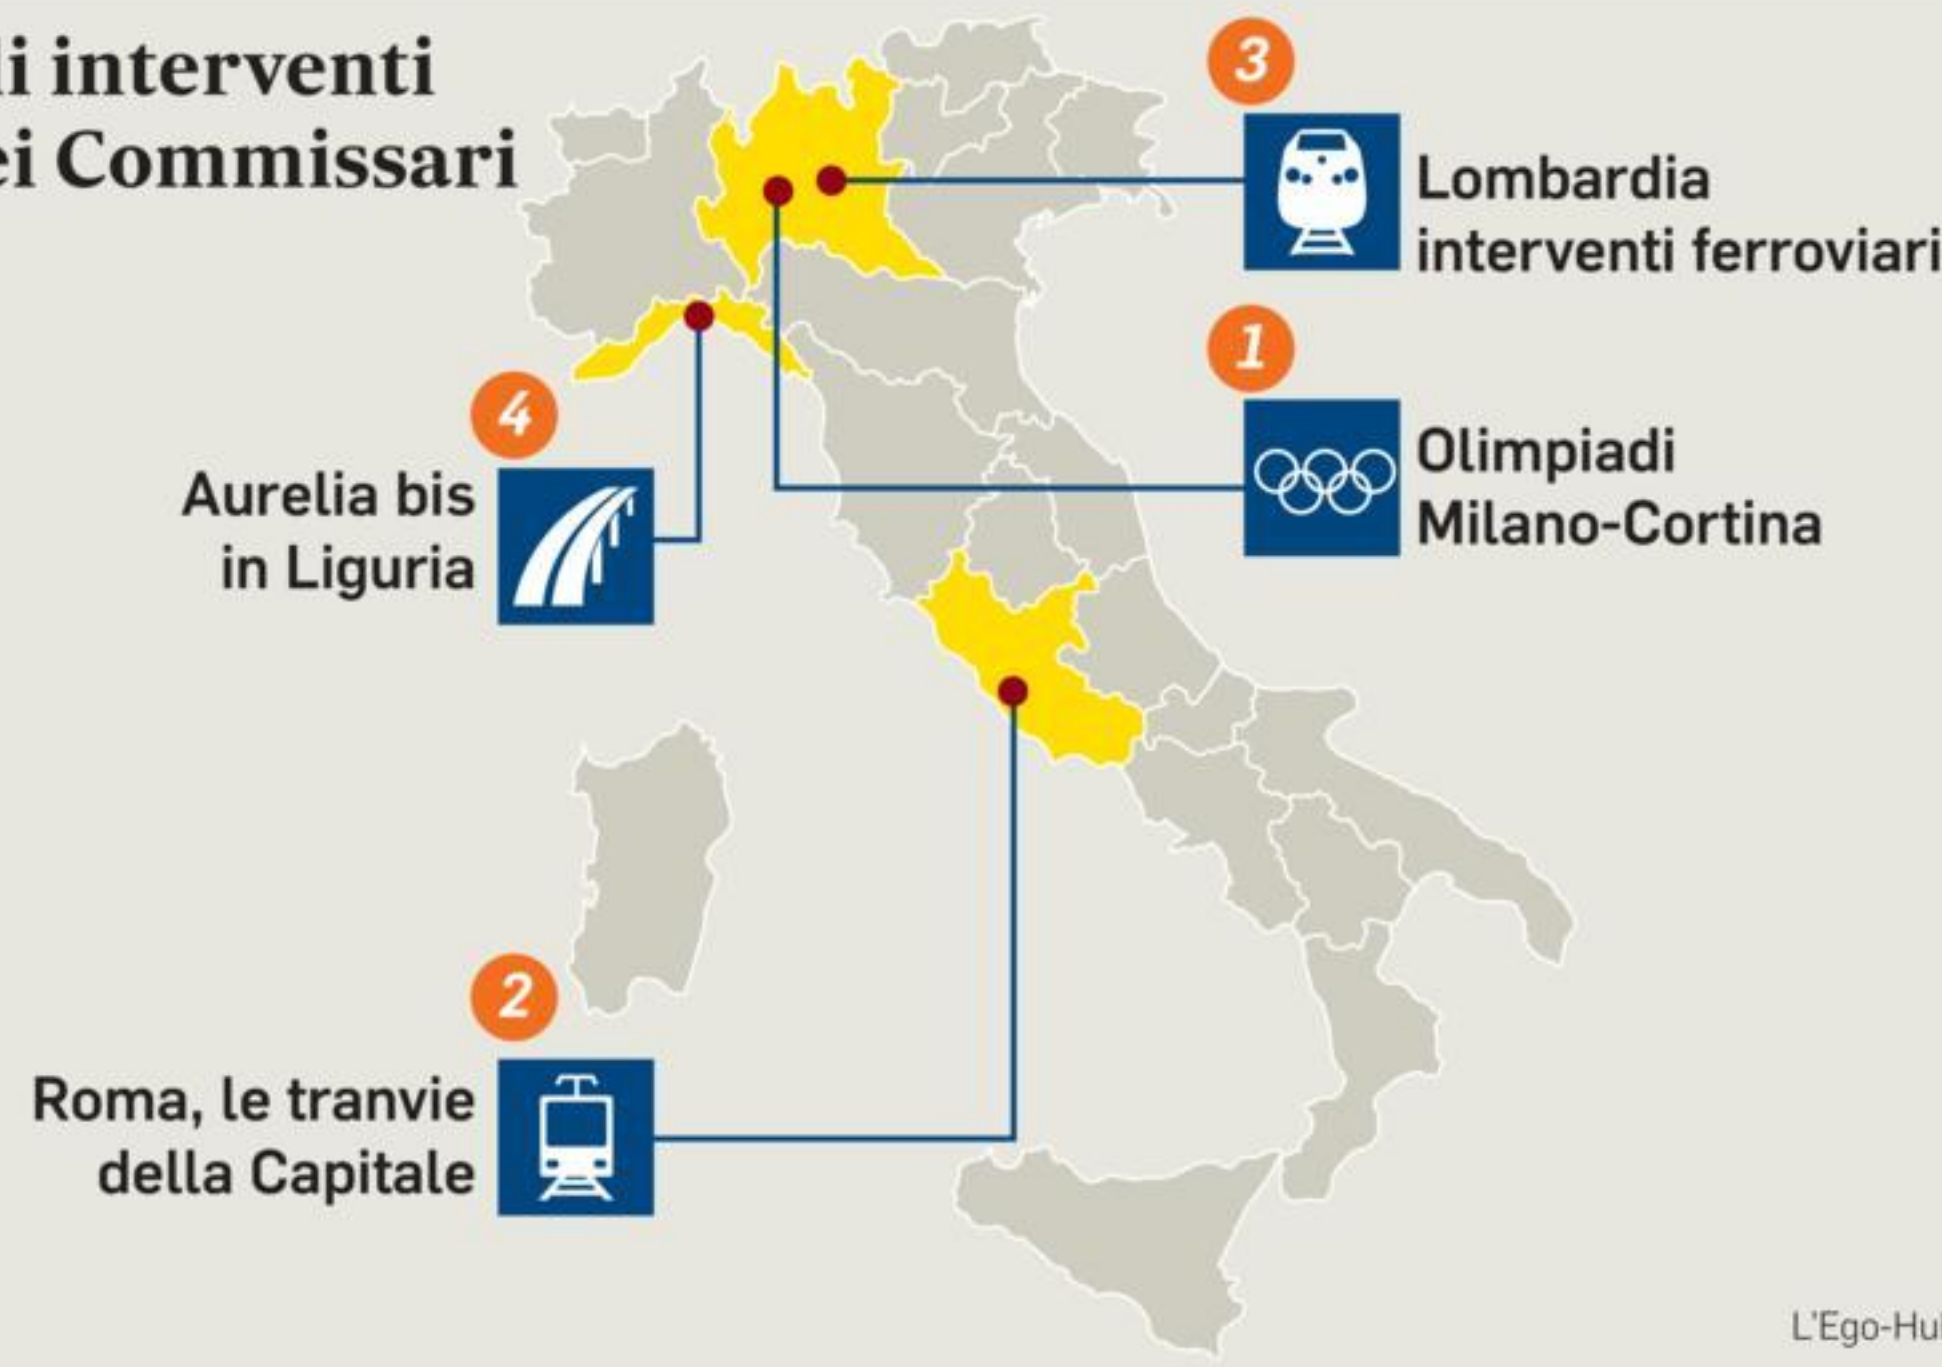 li interventi
ei Commissari
3
Lombardia
interventi ferroviari
1
Olimpiadi
Milano-Cortina
4
Aurelia bis
in Liguria
2
Roma, le tranvie
della Capitale
L'Ego-Hu